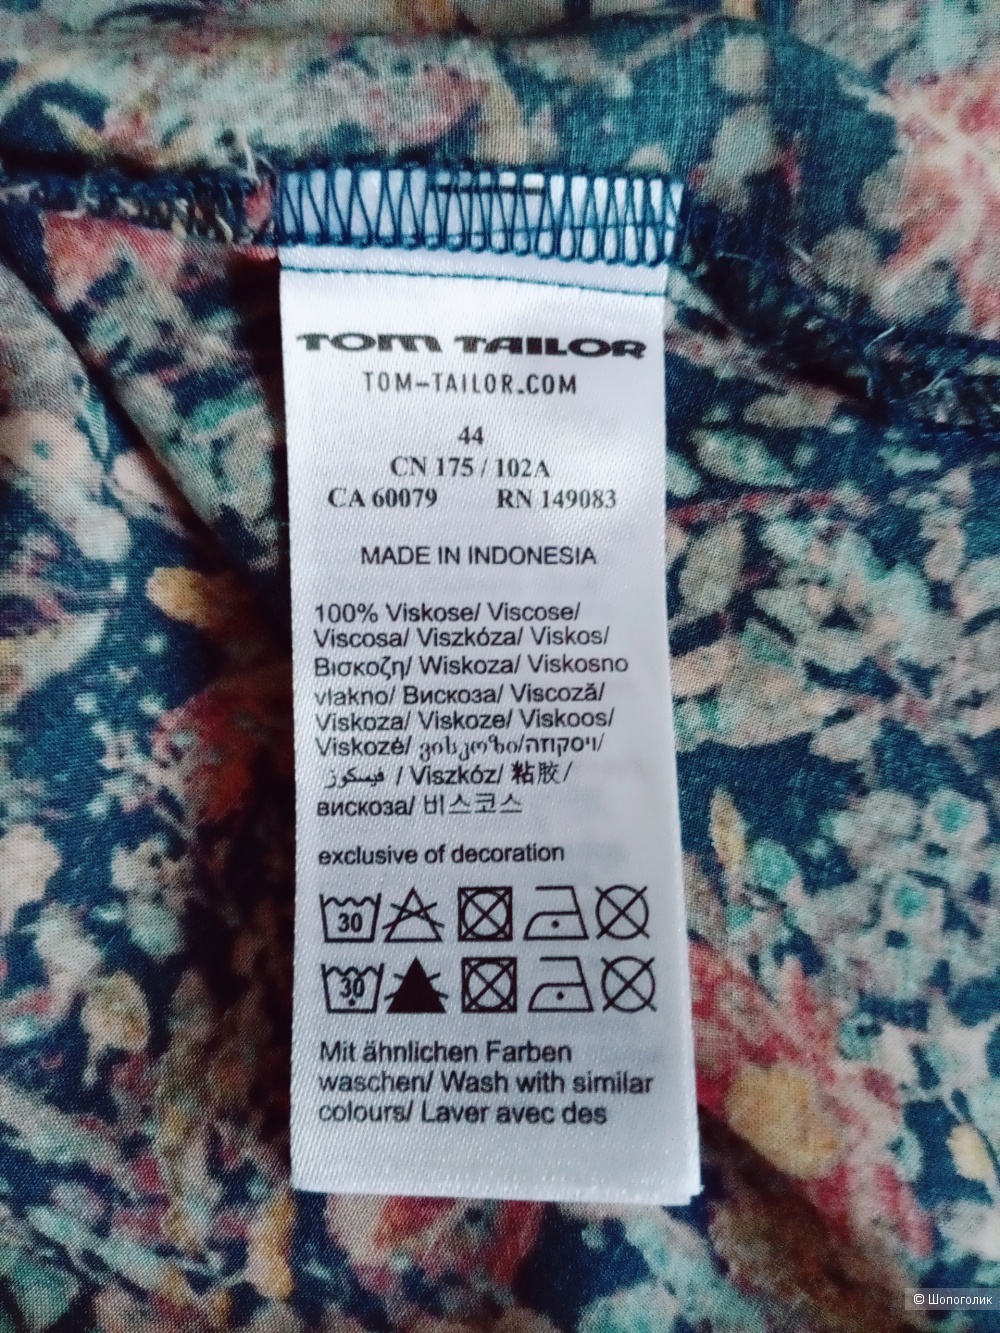 TOM TAILOR
TOM-TAILOR.COM
44
CN 175 / 102A
CA 60079 RN 149083
MADE IN INDONESIA
100% Viskose/ Viscose/
Viscosa/ Viszkóza/ Viskos/
Βισκοζη/ Wiskoza/ Viskosno
vlakno/ Вискоза/ Viscoză/
Viskoza/ Viskoze/ Viskoos/
Viskozė/ ვისკოზი/ויסקוזה/
فيسكوز / Viszkóz/ 粘胶/
вискоза/ 비스코스
exclusive of decoration
30
30
Mit ähnlichen Farben
waschen/ Wash with similar
colours/ Laver avec des
© Шопоголик